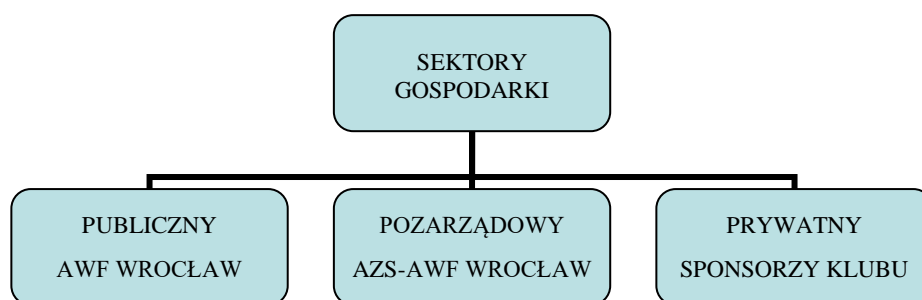 SEKTORY
GOSPODARKI
PUBLICZNY
AWF WROCŁAW
POZARZĄDOWY
AZS-AWF WROCŁAW
PRYWATNY
SPONSORZY KLUBU